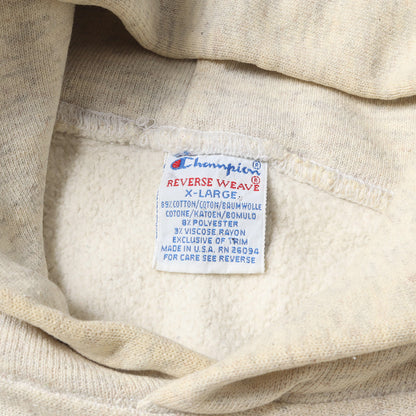 Champion®
REVERSE WEAVE®
X-LARGE.
89% COTTON/COTON/BAUMWOLLE
COTONE/KATOEN/BOMULD
8% POLYESTER
3% VISCOSE.RAYON
EXCLUSIVE OF TRIM
MADE IN U.S.A. RN 26094
FOR CARE SEE REVERSE